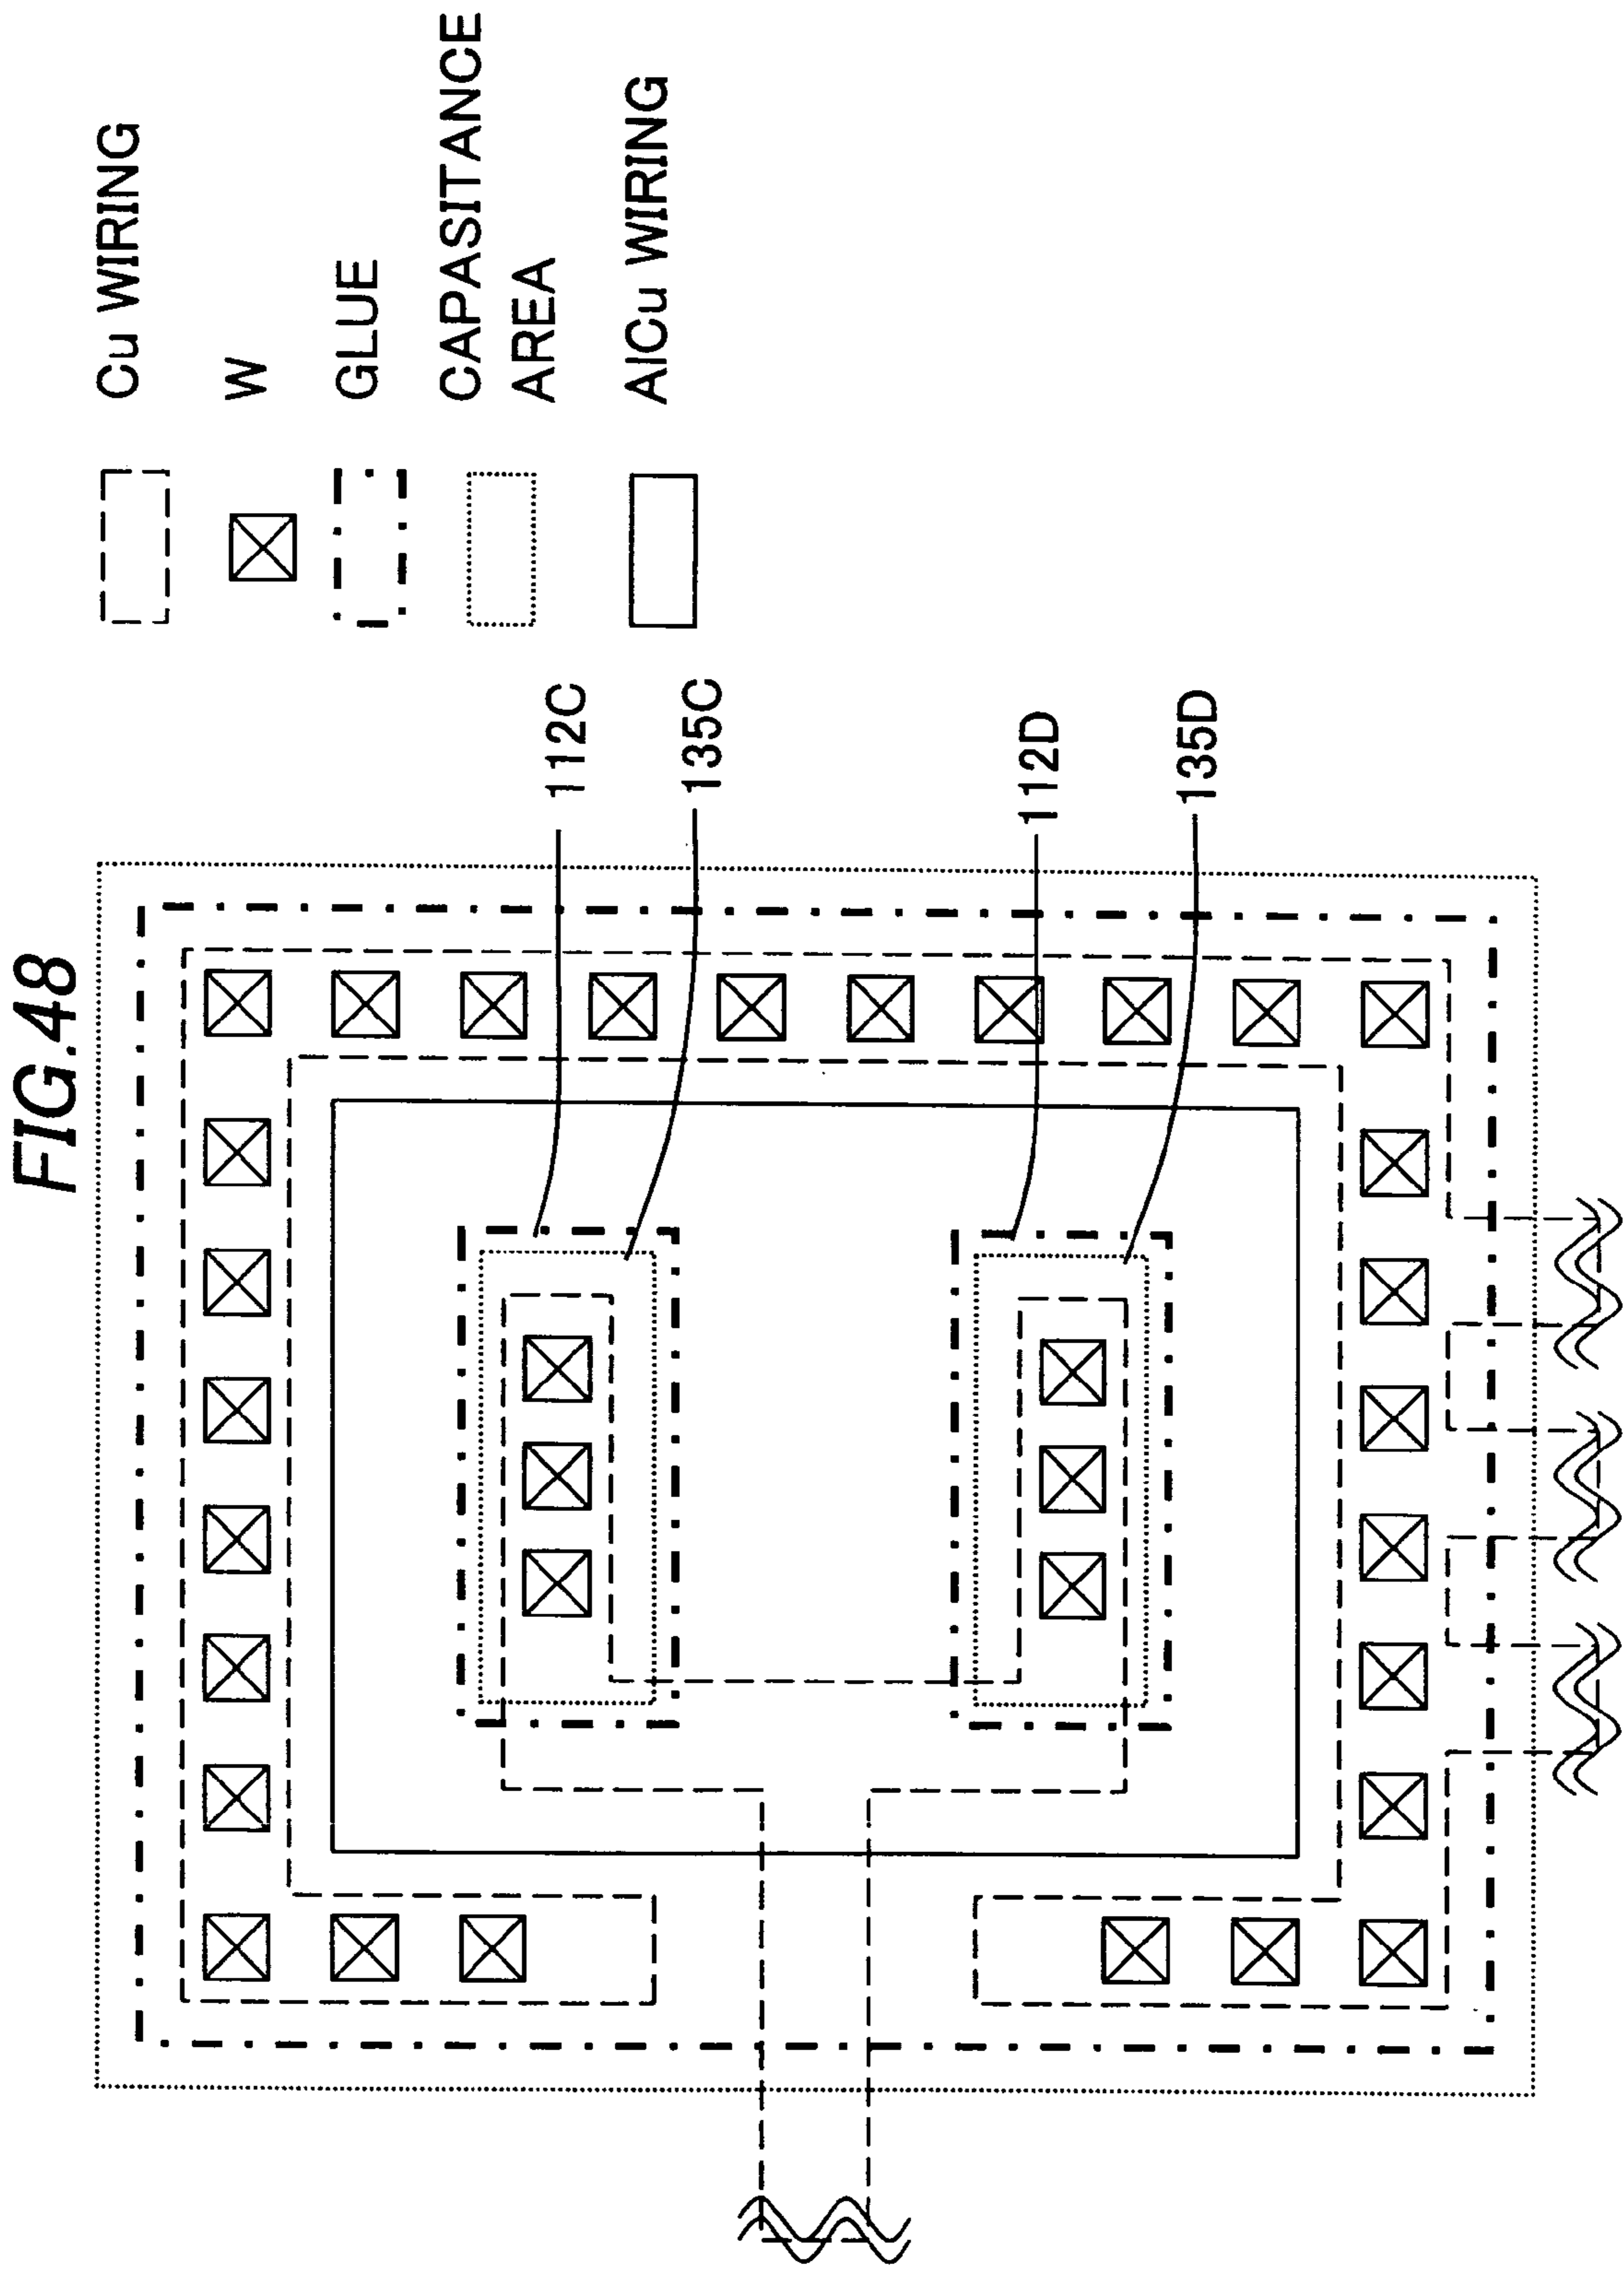 FIG.48
Cu WIRING
W
GLUE
CAPASITANCE
AREA
AlCu WIRING
112C
135C
112D
135D